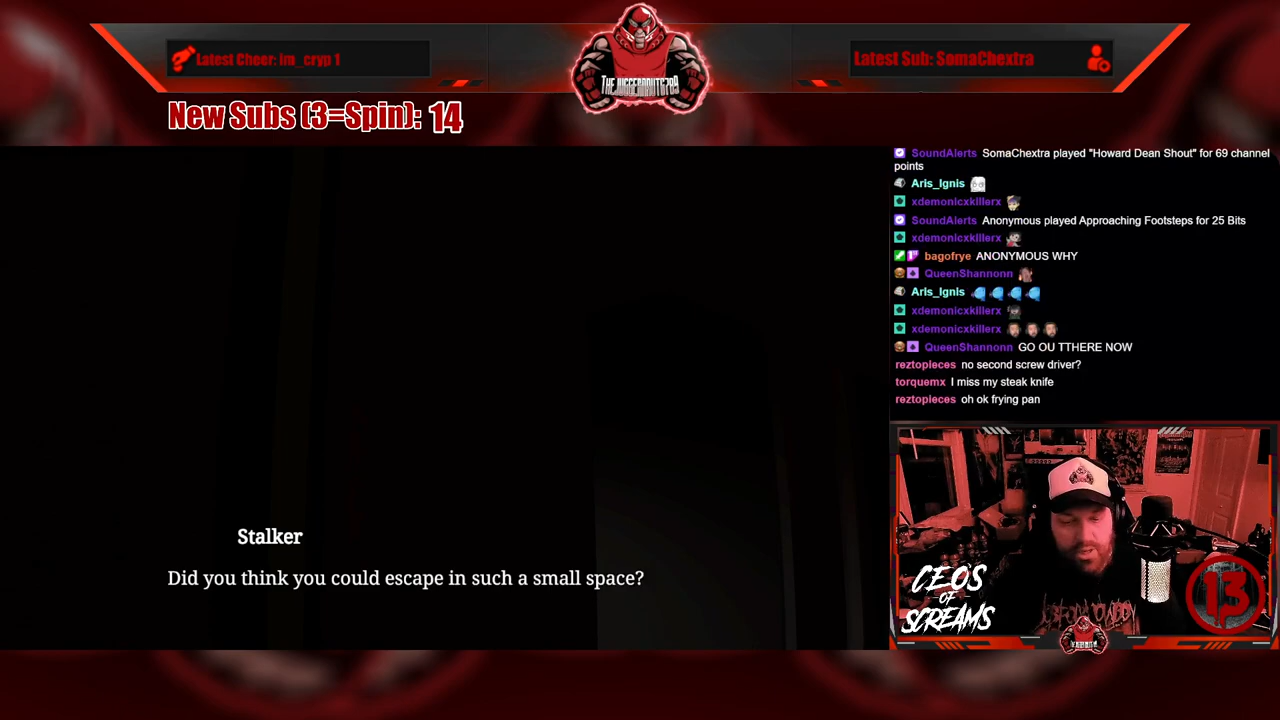 Latest Cheer: im_cryp 1
THEJUGGERNAUT6789
Latest Sub: SomaChextra
New Subs (3=Spin): 14
SoundAlerts SomaChextra played "Howard Dean Shout" for 69 channel
points
Aris_Ignis
xdemonicxkillerx
SoundAlerts Anonymous played Approaching Footsteps for 25 Bits
xdemonicxkillerx
bagofrye ANONYMOUS WHY
QueenShannonn
Aris_Ignis
xdemonicxkillerx
xdemonicxkillerx
QueenShannonn GO OU TTHERE NOW
reztopieces no second screw driver?
torquemx I miss my steak knife
reztopieces oh ok frying pan
Stalker
Did you think you could escape in such a small space?
CEOS
OF
SCREAMS
13